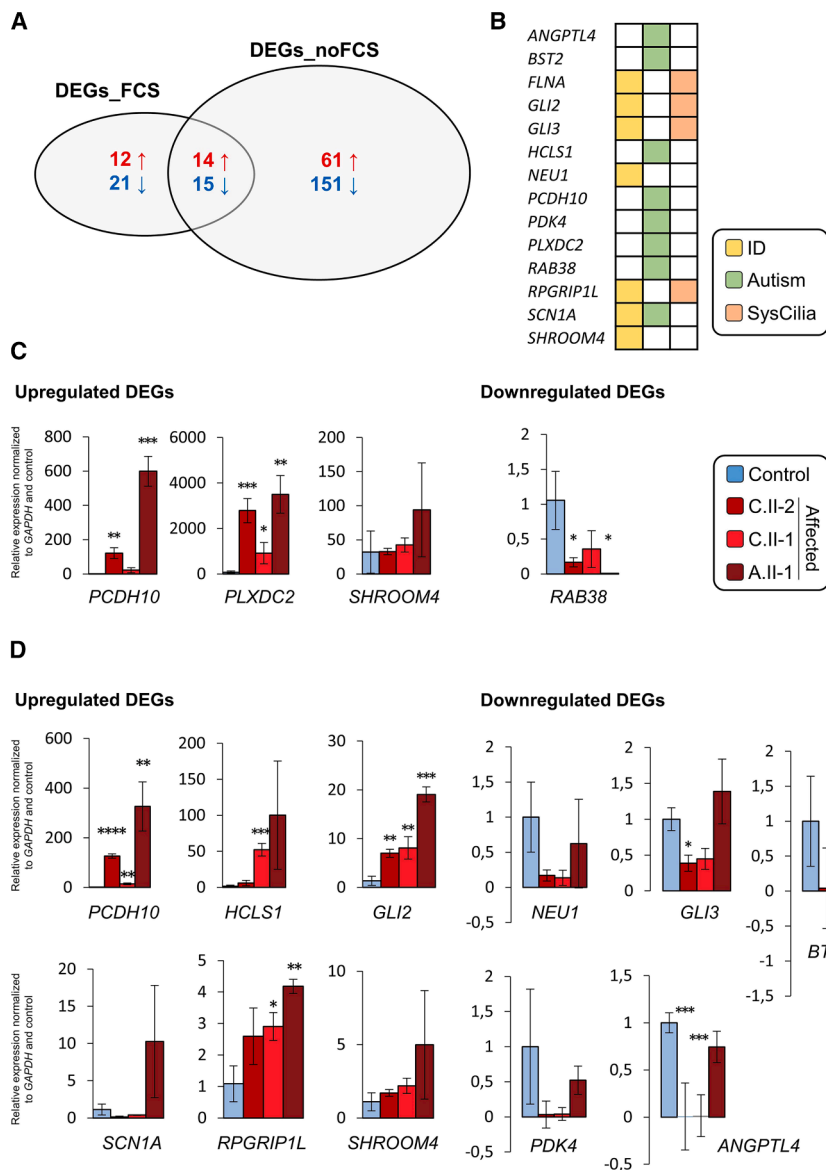 A
DEGs_FCS
DEGs_noFCS
12 ↑
21 ↓
14 ↑
15 ↓
61 ↑
151 ↓
B
ANGPTL4
BST2
FLNA
GLI2
GLI3
HCLS1
NEU1
PCDH10
PDK4
PLXDC2
RAB38
RPGRIP1L
SCN1A
SHROOM4
ID
Autism
SysCilia
C
Upregulated DEGs
Downregulated DEGs
Relative expression normalized
to GAPDH and control
800
600
400
200
0
**
***
PCDH10
6000
4000
2000
0
***
*
**
PLXDC2
200
150
100
50
0
SHROOM4
2
1,5
1
0,5
0
*
*
RAB38
Control
C.II-2
C.II-1
A.II-1
Affected
D
Upregulated DEGs
Downregulated DEGs
Relative expression normalized
to GAPDH and control
600
400
200
0
****
**
**
PCDH10
200
150
100
50
0
***
HCLS1
30
20
10
0
**
**
***
GLI2
2
1,5
1
0,5
0
-0,5
NEU1
2
1,5
1
0,5
0
-0,5
*
GLI3
2
1,5
1
0,5
0
-0,5
-1
-1,5
BT
Relative expression normalized
to GAPDH and control
20
15
10
5
0
SCN1A
5
4
3
2
1
0
*
**
RPGRIP1L
10
5
0
SHROOM4
2
1,5
1
0,5
0
-0,5
PDK4
1,5
1
0,5
0
-0,5
***
***
ANGPTL4